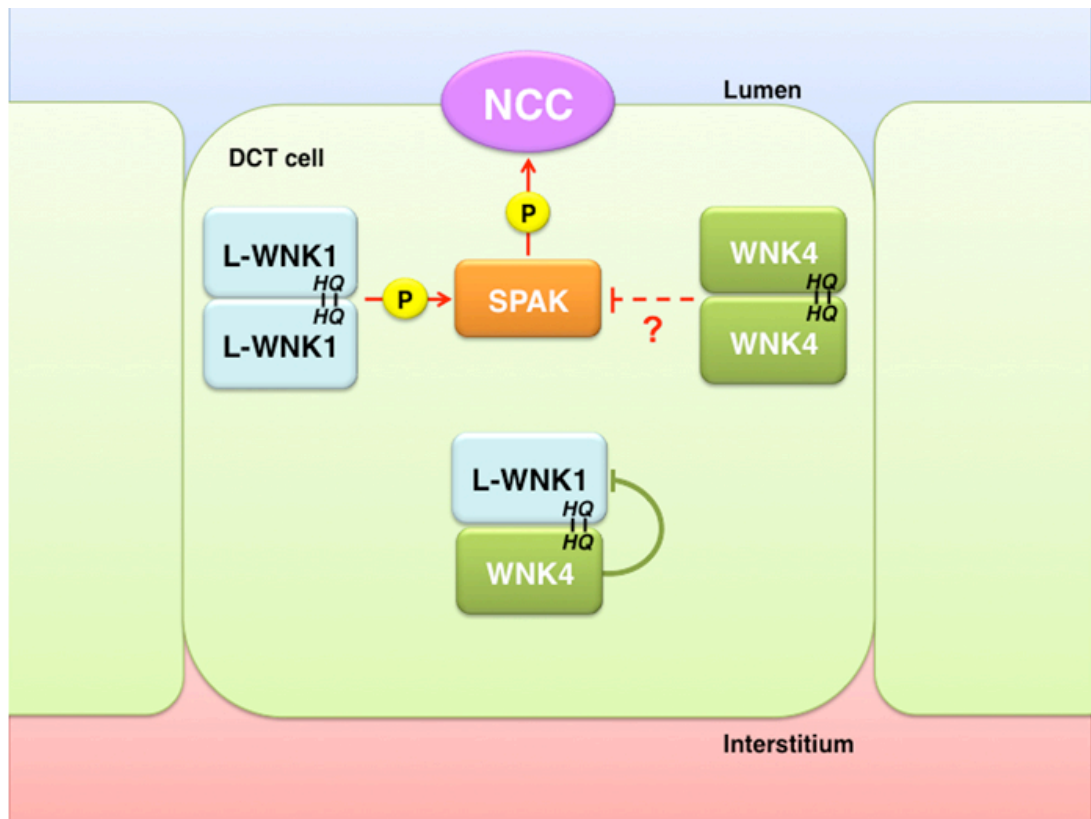 NCC
Lumen
DCT cell
P
L-WNK1
HQ
HQ
L-WNK1
P
SPAK
?
WNK4
HQ
HQ
WNK4
L-WNK1
HQ
HQ
WNK4
Interstitium